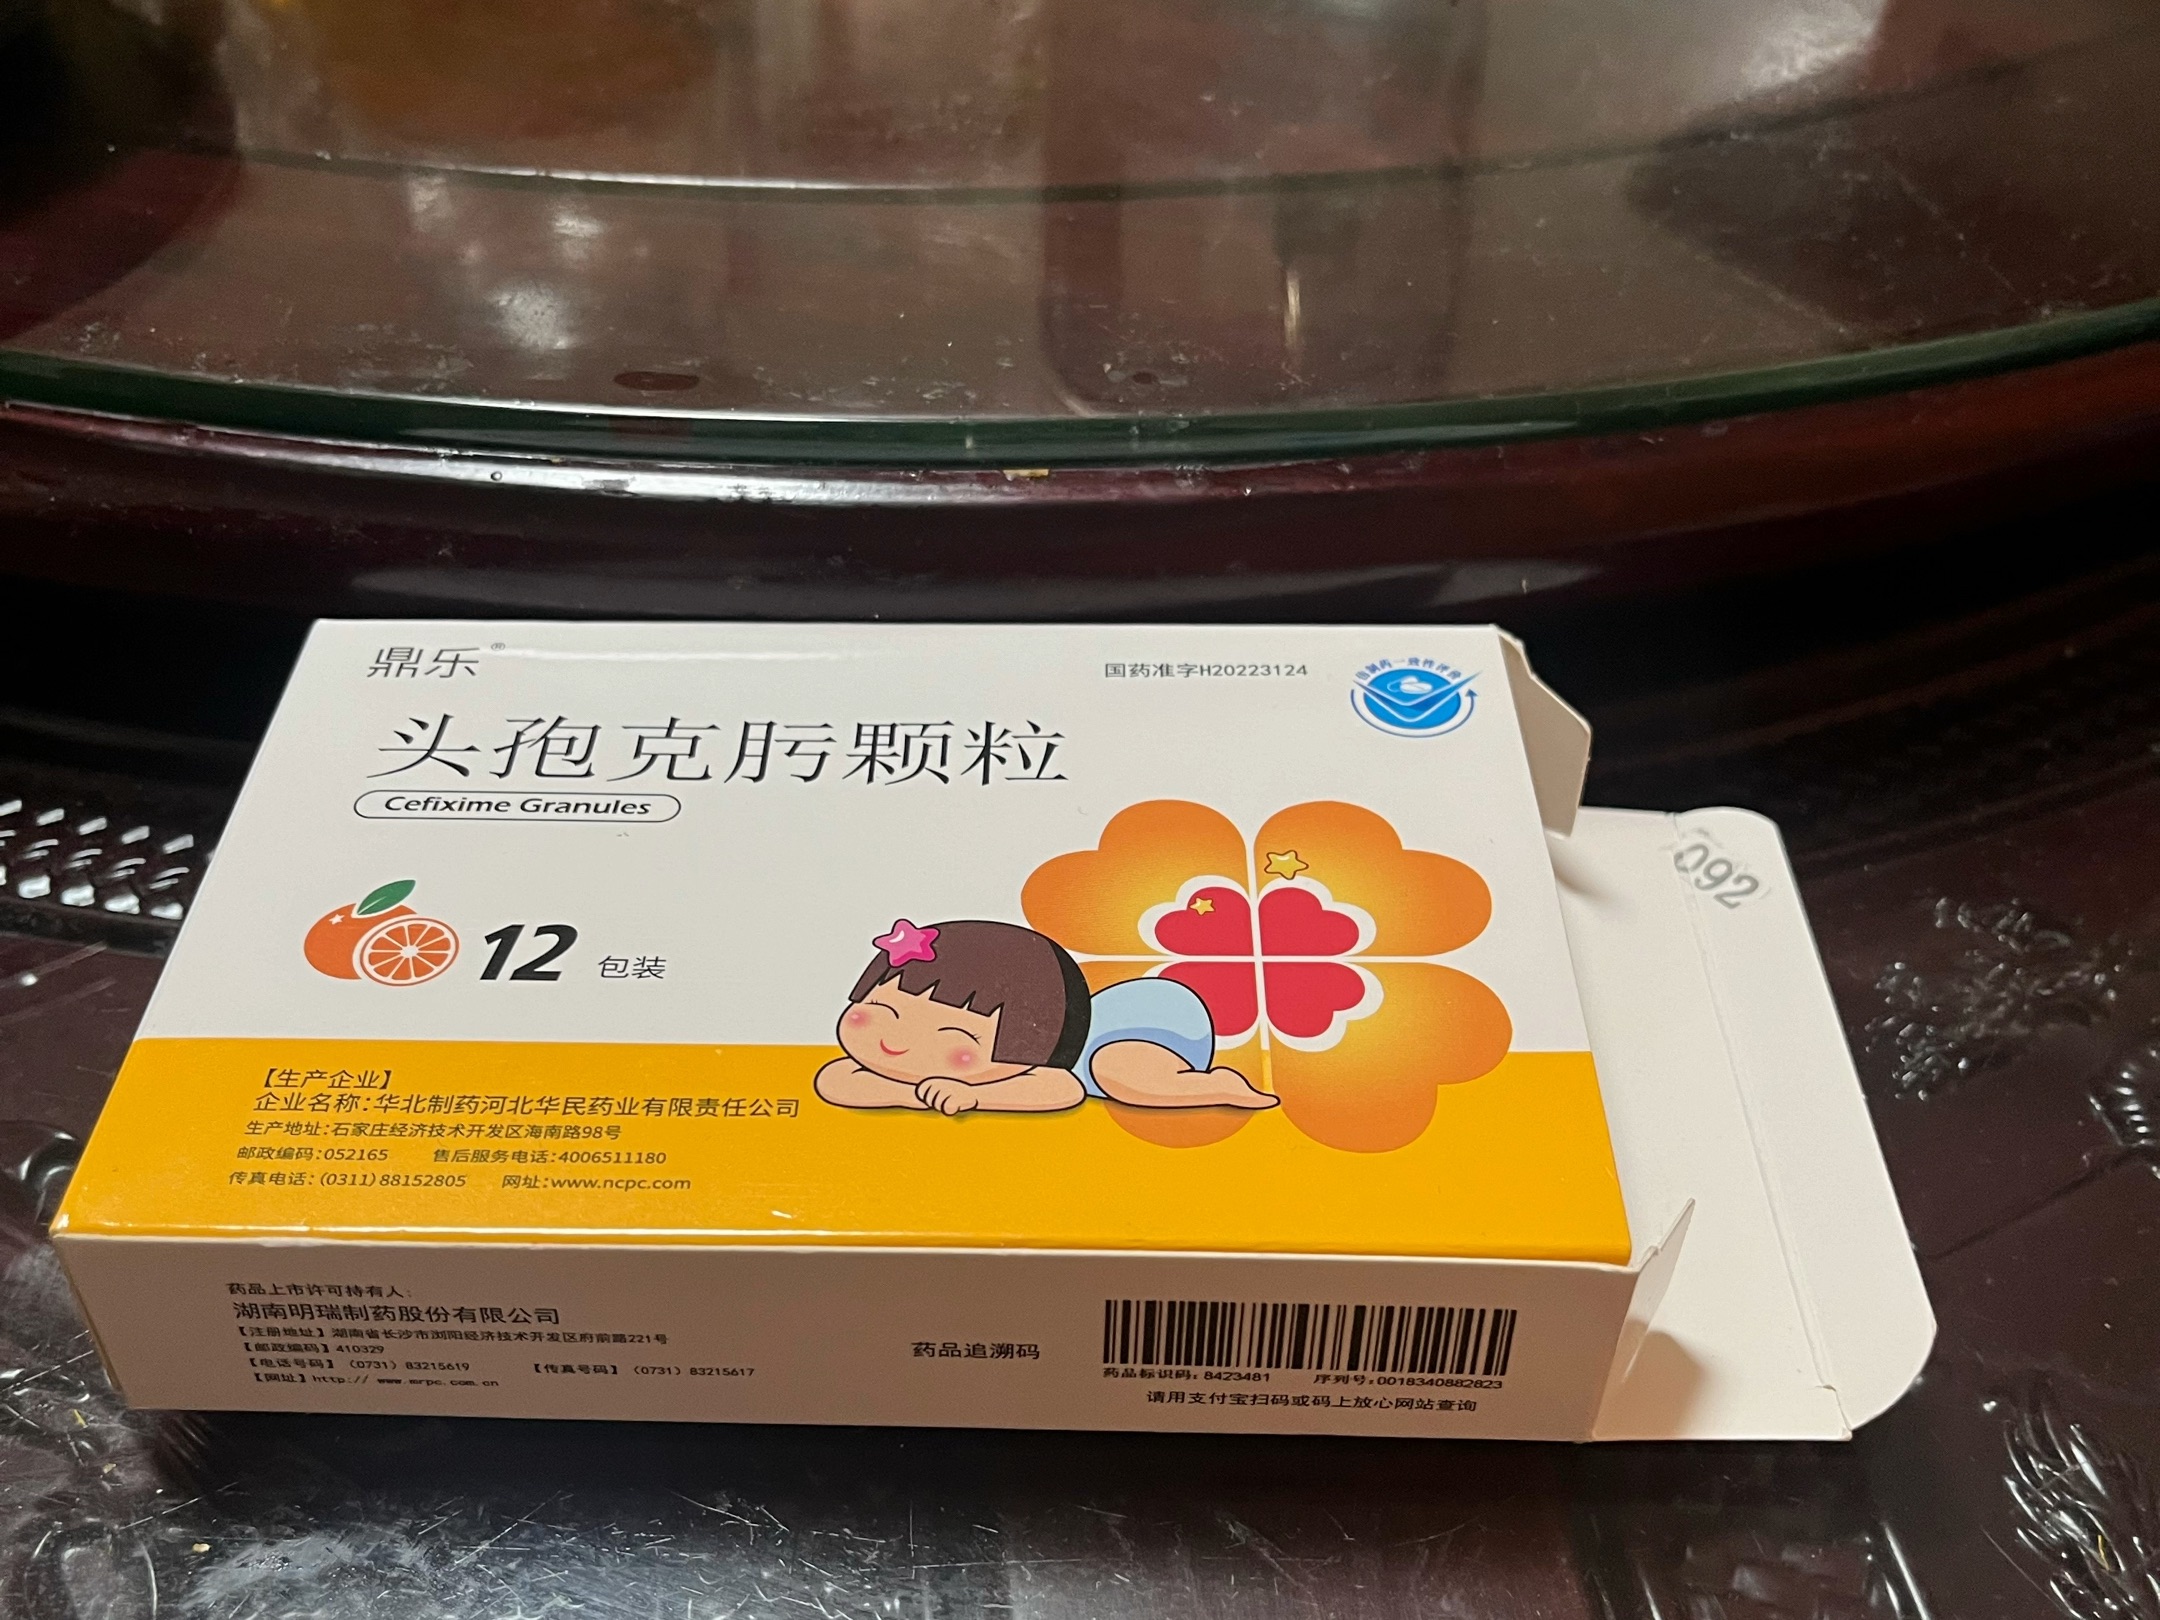 鼎乐®
国药准字H20223124
仿制药一致性评价
头孢克肟颗粒
Cefixime Granules
12 包装
【生产企业】
企业名称:华北制药河北华民药业有限责任公司
生产地址:石家庄经济技术开发区海南路98号
邮政编码:052165 售后服务电话:4006511180
传真电话:(0311)88152805 网址:www.ncpc.com
药品上市许可持有人:
湖南明瑞制药股份有限公司
【注册地址】湖南省长沙市浏阳经济技术开发区府前路221号
【邮政编码】410329
【电话号码】(0731)83215619 【传真号码】(0731)83215617
【网址】http:// www.mrpc.com.cn
药品追溯码
药品标识码:8423481 序列号:0018340882823
请用支付宝扫码或码上放心网站查询
092